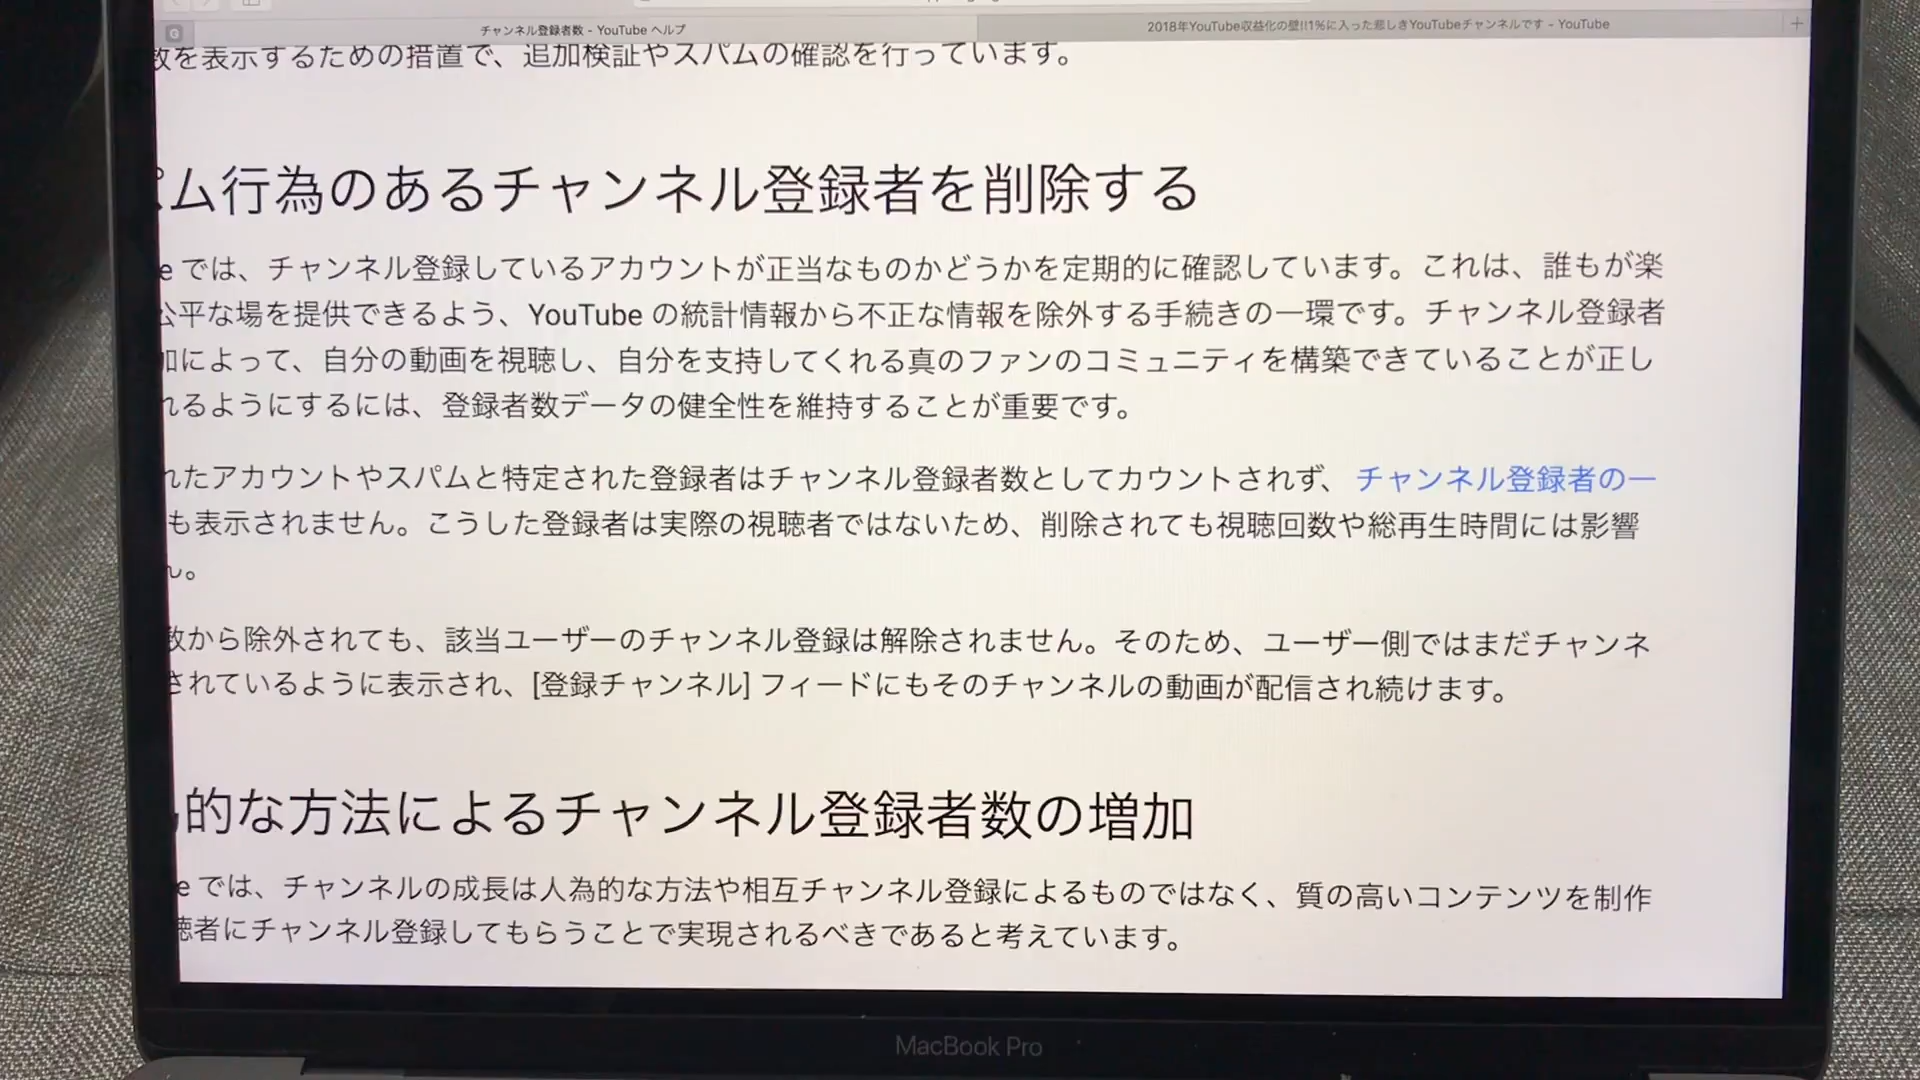 チャンネル登録者数 - YouTube ヘルプ
2018年YouTube収益化の壁!!1%に入った悲しきYouTubeチャンネルです - YouTube
数を表示するための措置で、追加検証やスパムの確認を行っています。
ム行為のあるチャンネル登録者を削除する
e では、チャンネル登録しているアカウントが正当なものかどうかを定期的に確認しています。これは、誰もが楽
公平な場を提供できるよう、YouTube の統計情報から不正な情報を除外する手続きの一環です。チャンネル登録者
加によって、自分の動画を視聴し、自分を支持してくれる真のファンのコミュニティを構築できていることが正し
れるようにするには、登録者数データの健全性を維持することが重要です。
れたアカウントやスパムと特定された登録者はチャンネル登録者数としてカウントされず、 チャンネル登録者の一
も表示されません。こうした登録者は実際の視聴者ではないため、削除されても視聴回数や総再生時間には影響
ん。
数から除外されても、該当ユーザーのチャンネル登録は解除されません。そのため、ユーザー側ではまだチャンネ
されているように表示され、[登録チャンネル] フィードにもそのチャンネルの動画が配信され続けます。
的な方法によるチャンネル登録者数の増加
e では、チャンネルの成長は人為的な方法や相互チャンネル登録によるものではなく、質の高いコンテンツを制作
聴者にチャンネル登録してもらうことで実現されるべきであると考えています。
MacBook Pro